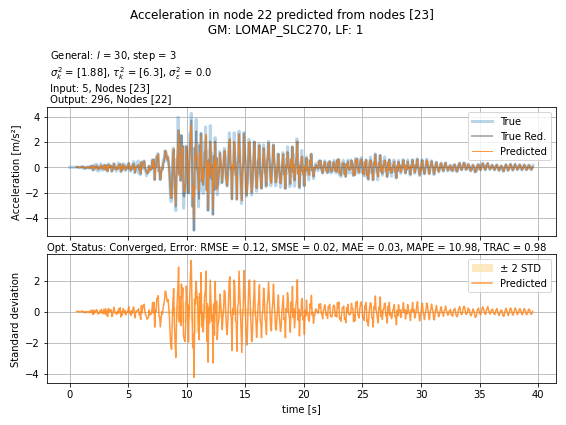 Acceleration in node 22 predicted from nodes [23]
GM: LOMAP_SLC270, LF: 1
General: l = 30, step = 3
σ²ₖ = [1.88], τ²ₖ = [6.3], σ²ε = 0.0
Input: 5, Nodes [23]
Output: 296, Nodes [22]
Acceleration [m/s²]
4
2
0
−2
−4
True
True Red.
Predicted
Opt. Status: Converged, Error: RMSE = 0.12, SMSE = 0.02, MAE = 0.03, MAPE = 10.98, TRAC = 0.98
Standard deviation
2
0
−2
−4
± 2 STD
Predicted
0 5 10 15 20 25 30 35 40
time [s]